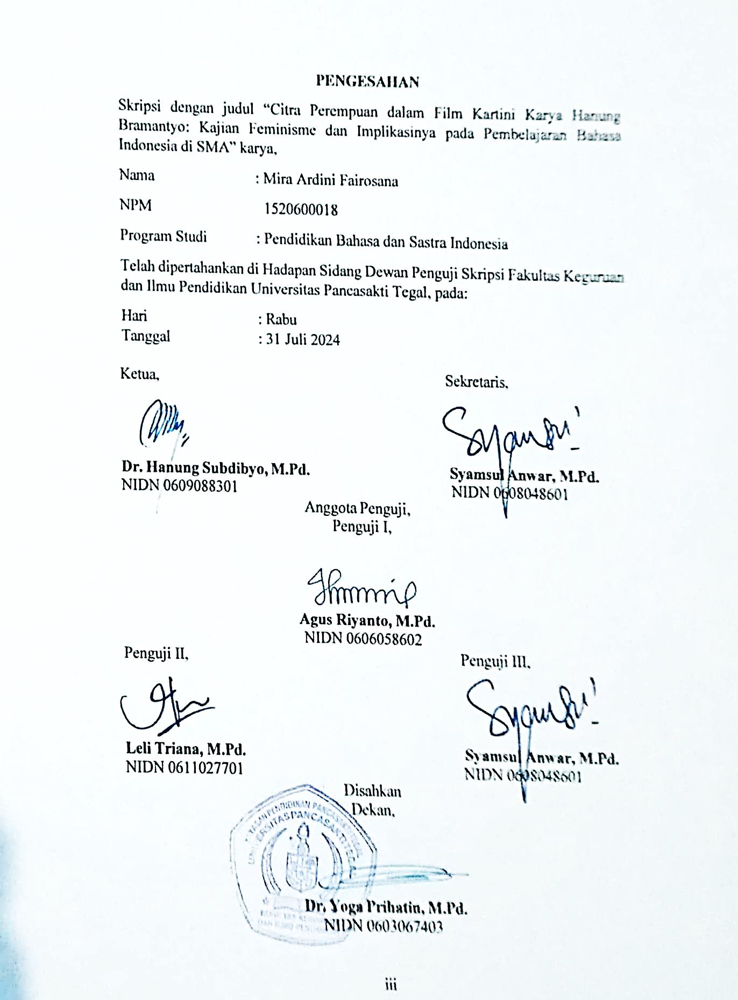 PENGESAHAN
Skripsi dengan judul “Citra Perempuan dalam Film Kartini Karya Hanung
Bramantyo: Kajian Feminisme dan Implikasinya pada Pembelajaran Bahasa
Indonesia di SMA” karya,
Nama : Mira Ardini Fairosana
NPM 1520600018
Program Studi : Pendidikan Bahasa dan Sastra Indonesia
Telah dipertahankan di Hadapan Sidang Dewan Penguji Skripsi Fakultas Keguruan
dan Ilmu Pendidikan Universitas Pancasakti Tegal, pada:
Hari : Rabu
Tanggal : 31 Juli 2024
Ketua,
Sekretaris,
Dr. Hanung Subdibyo, M.Pd.
NIDN 0609088301
Syamsul Anwar, M.Pd.
NIDN 0608048601
Anggota Penguji,
Penguji I,
Agus Riyanto, M.Pd.
NIDN 0606058602
Penguji II,
Penguji III,
Leli Triana, M.Pd.
NIDN 0611027701
Syamsul Anwar, M.Pd.
NIDN 0608048601
Disahkan
Dekan,
PENDIDIKAN PANCASAKTI
UNIVERSITAS PANCASAKTI TEGAL
Dr. Yoga Prihatin, M.Pd.
NIDN 0603067403
iii